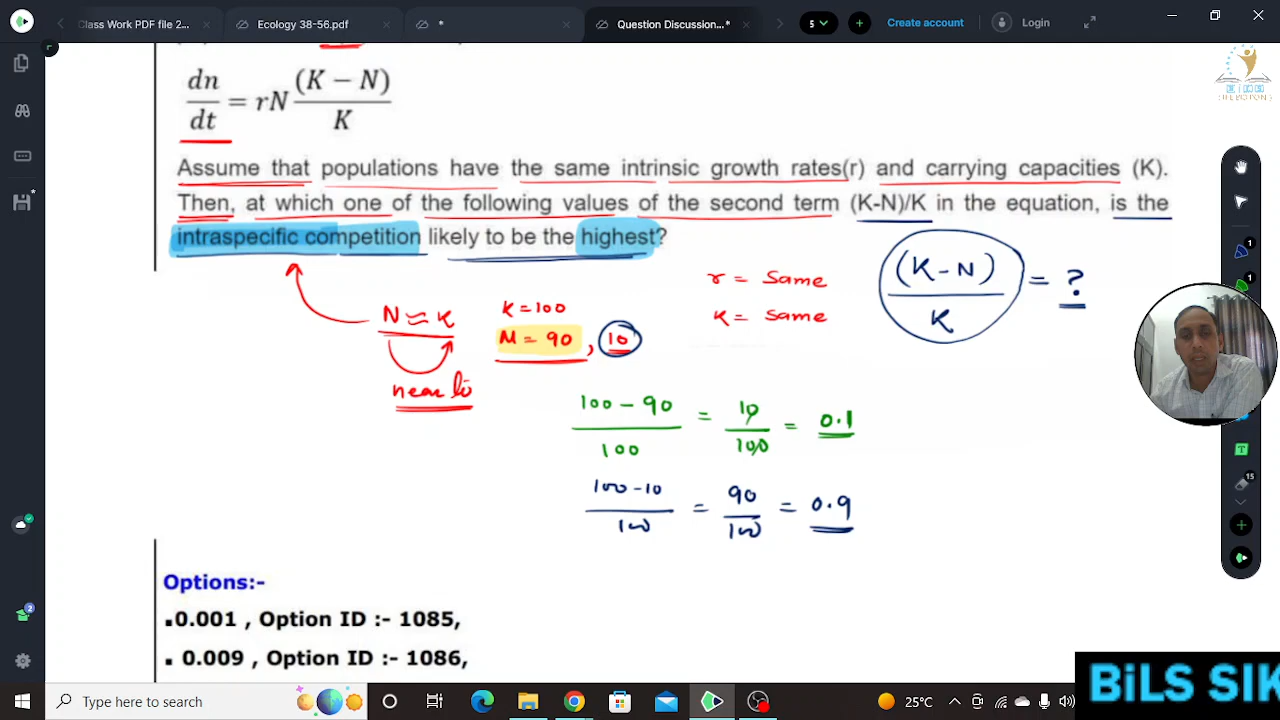 Class Work PDF file 2...
Ecology 38-56.pdf
*
Question Discussion...*
5
Create account
Login
dn/dt = rN (K − N)/K
Assume that populations have the same intrinsic growth rates(r) and carrying capacities (K).
Then, at which one of the following values of the second term (K-N)/K in the equation, is the
intraspecific competition likely to be the highest?
N ≈ K
near to
K = 100
N = 90, 10
r = Same
K = Same
(K - N)/K = ?
100 - 90/100 = 10/100 = 0.1
100 - 10/100 = 90/100 = 0.9
Options:-
.0.001 , Option ID :- 1085,
. 0.009 , Option ID :- 1086,
15
2
T
BiLS SIK
Type here to search
25°C